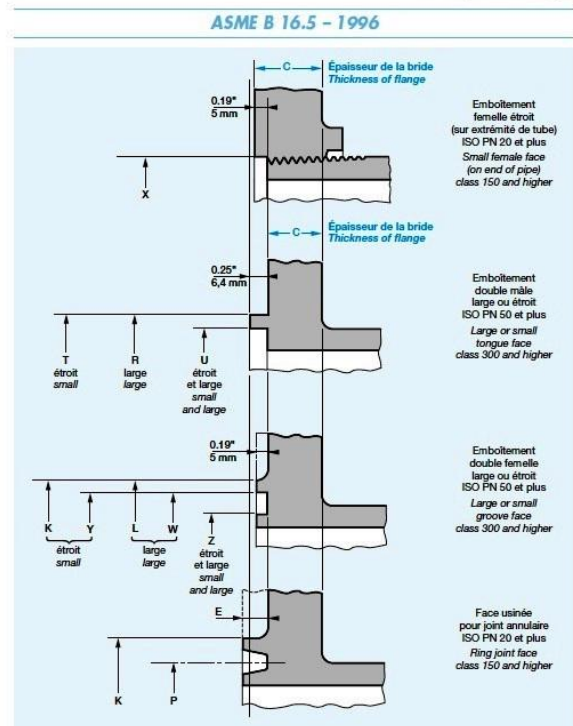 ASME B 16.5 – 1996
C
Épaisseur de la bride
Thickness of flange
0.19"
5 mm
Emboîtement
femelle étroit
(sur extrémité de tube)
ISO PN 20 et plus
Small female face
(on end of pipe)
class 150 and higher
X
C
Épaisseur de la bride
Thickness of flange
0.25"
6,4 mm
Emboîtement
double mâle
large ou étroit
ISO PN 50 et plus
Large or small
tongue face
class 300 and higher
T
étroit
small
R
large
large
U
étroit
et large
small
and large
0.19"
5 mm
Emboîtement
double femelle
large ou étroit
ISO PN 50 et plus
Large or small
groove face
class 300 and higher
K Y L W
étroit
small
large
large
Z
étroit
et large
small
and large
E
Face usinée
pour joint annulaire
ISO PN 20 et plus
Ring joint face
class 150 and higher
K
P